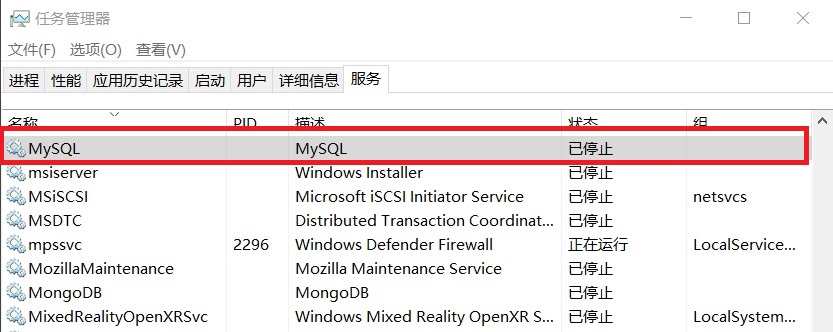 任务管理器
文件(F) 选项(O) 查看(V)
进程 性能 应用历史记录 启动 用户 详细信息 服务
名称 PID 描述 状态 组
MySQL MySQL 已停止
msiserver Windows Installer 已停止
MSiSCSI Microsoft iSCSI Initiator Service 已停止 netsvcs
MSDTC Distributed Transaction Coordinat... 已停止
mpssvc 2296 Windows Defender Firewall 正在运行 LocalService...
MozillaMaintenance Mozilla Maintenance Service 已停止
MongoDB MongoDB 已停止
MixedRealityOpenXRSvc Windows Mixed Reality OpenXR S... 已停止 LocalSystem...